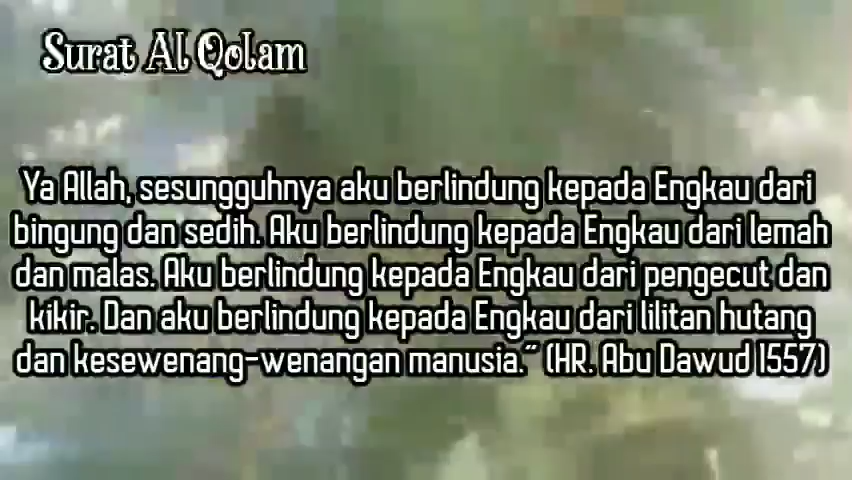 Surat Al Qolam
Ya Allah, sesungguhnya aku berlindung kepada Engkau dari
bingung dan sedih. Aku berlindung kepada Engkau dari lemah
dan malas. Aku berlindung kepada Engkau dari pengecut dan
kikir. Dan aku berlindung kepada Engkau dari lilitan hutang
dan kesewenang-wenangan manusia.” (HR. Abu Dawud 1557)